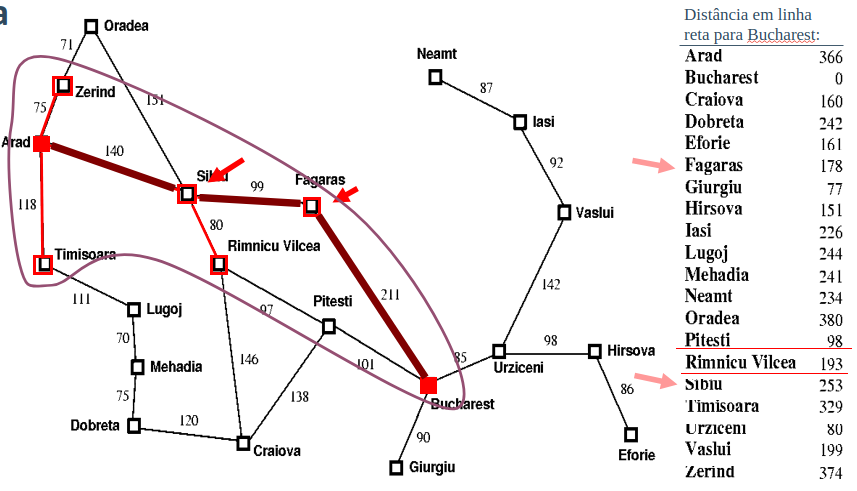 a
Oradea
71
Neamt
87
Zerind
151
75
Iasi
Arad
140
92
Sibiu
99
Fagaras
118
80
Vaslui
Rimnicu Vilcea
Timisoara
142
111
211
Lugoj
97
Pitesti
70
98
Hirsova
85
146
101
Mehadia
Urziceni
86
75
138
Bucharest
Dobreta
120
90
Craiova
Eforie
Giurgiu
Distância em linha
reta para Bucharest:
Arad 366
Bucharest 0
Craiova 160
Dobreta 242
Eforie 161
Fagaras 178
Giurgiu 77
Hirsova 151
Iasi 226
Lugoj 244
Mehadia 241
Neamt 234
Oradea 380
Pitesti 98
Rimnicu Vilcea 193
Sibiu 253
Timisoara 329
Urziceni 80
Vaslui 199
Zerind 374